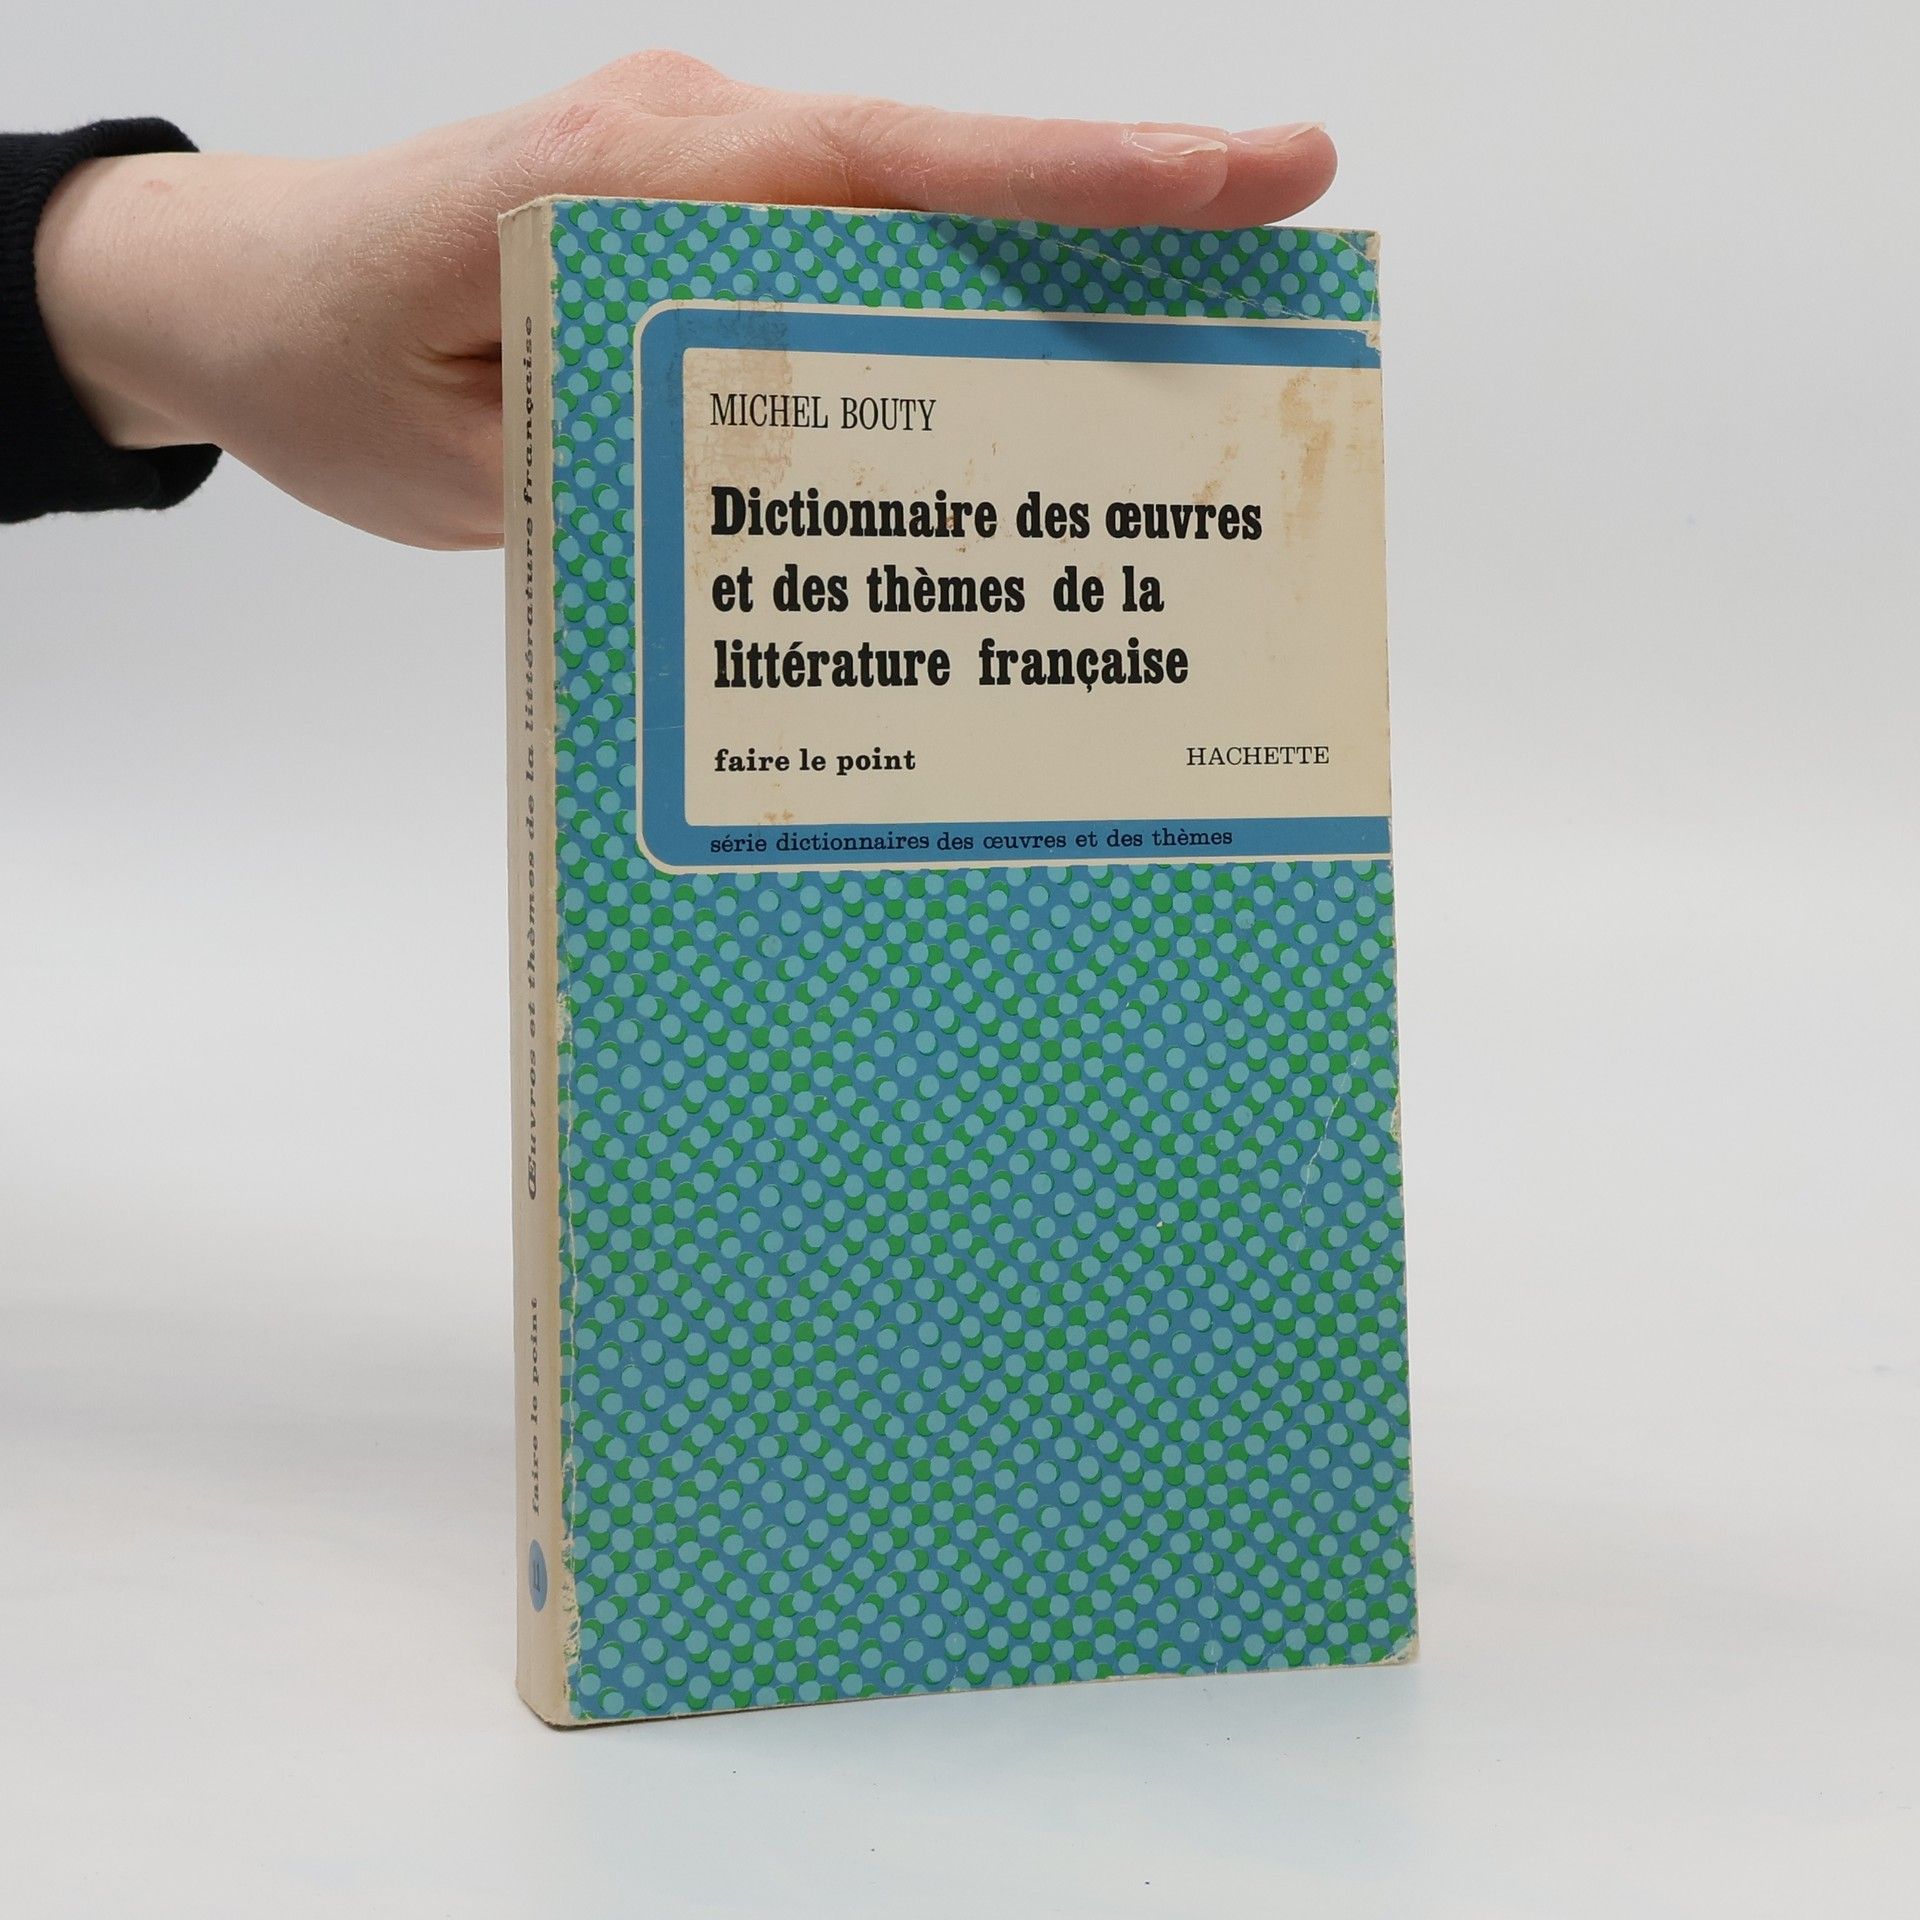 MICHEL BOUTY
Dictionnaire des œuvres
et des thèmes de la
littérature française
faire le point
HACHETTE
série dictionnaires des œuvres et des thèmes
Œuvres et thèmes de la littérature française
faire le point
11